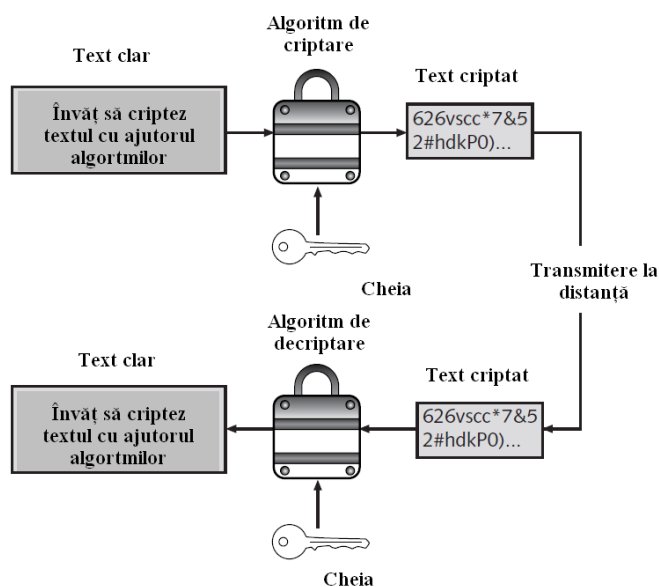 Algoritm de
criptare
Text clar
Text criptat
Învăț să criptez
textul cu ajutorul
algortmilor
626vscc*7&5
2#hdkP0)...
Cheia
Transmitere la
distanță
Algoritm de
decriptare
Text clar
Text criptat
Învăț să criptez
textul cu ajutorul
algortmilor
626vscc*7&5
2#hdkP0)...
Cheia